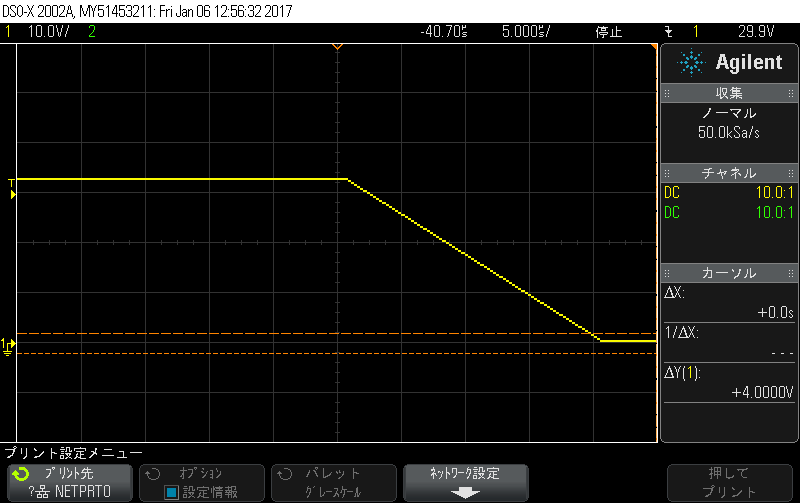 DSO-X 2002A, MY51453211: Fri Jan 06 12:56:32 2017
1 10.0V/ 2 -40.70s 5.000s/ 停止 1 29.9V
Agilent
収集
ノーマル
50.0kSa/s
チャネル
DC 10.0:1
DC 10.0:1
カーソル
ΔX:
+0.0s
1/ΔX:
- - -
ΔY(1):
+4.0000V
T
1
プリント設定メニュー
プリント先
?品 NETPRT0
オプション
設定情報
パレット
グレースケール
ネットワーク設定
押して
プリント